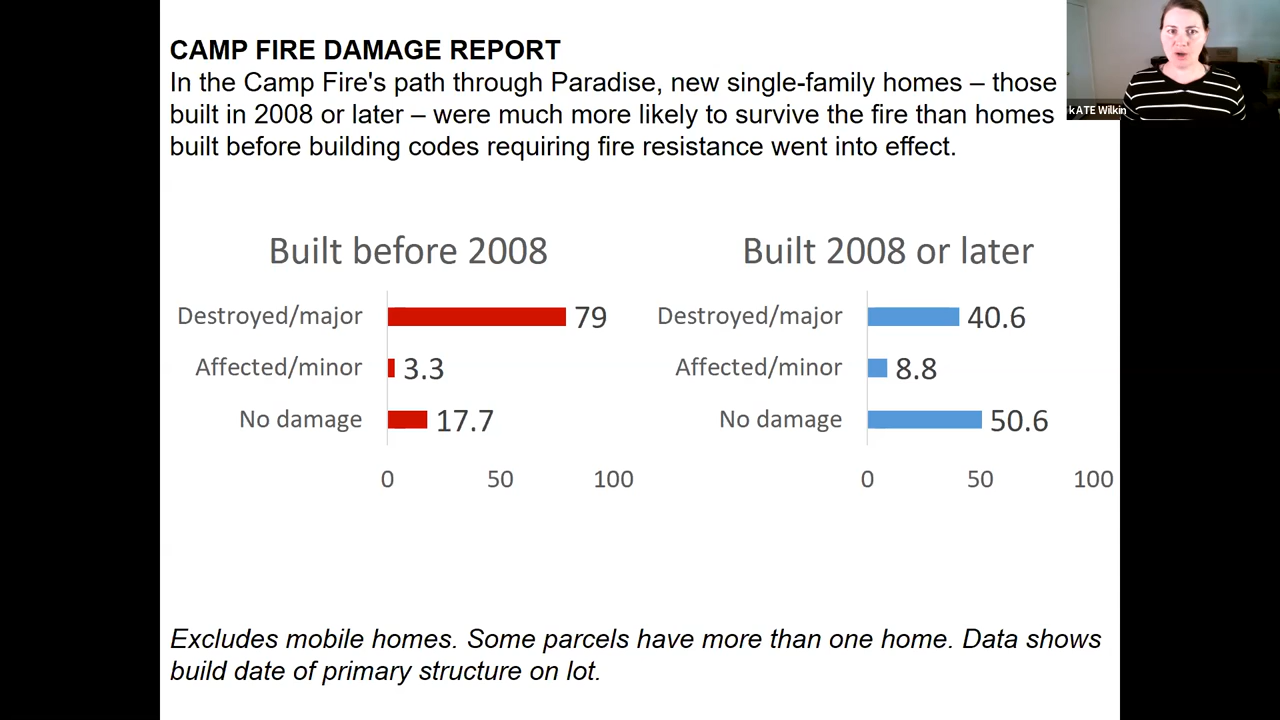 CAMP FIRE DAMAGE REPORT
In the Camp Fire's path through Paradise, new single-family homes – those
built in 2008 or later – were much more likely to survive the fire than homes
built before building codes requiring fire resistance went into effect.
kATE Wilkin
Built before 2008
Destroyed/major 79
Affected/minor 3.3
No damage 17.7
0 50 100
Built 2008 or later
Destroyed/major 40.6
Affected/minor 8.8
No damage 50.6
0 50 100
Excludes mobile homes. Some parcels have more than one home. Data shows
build date of primary structure on lot.